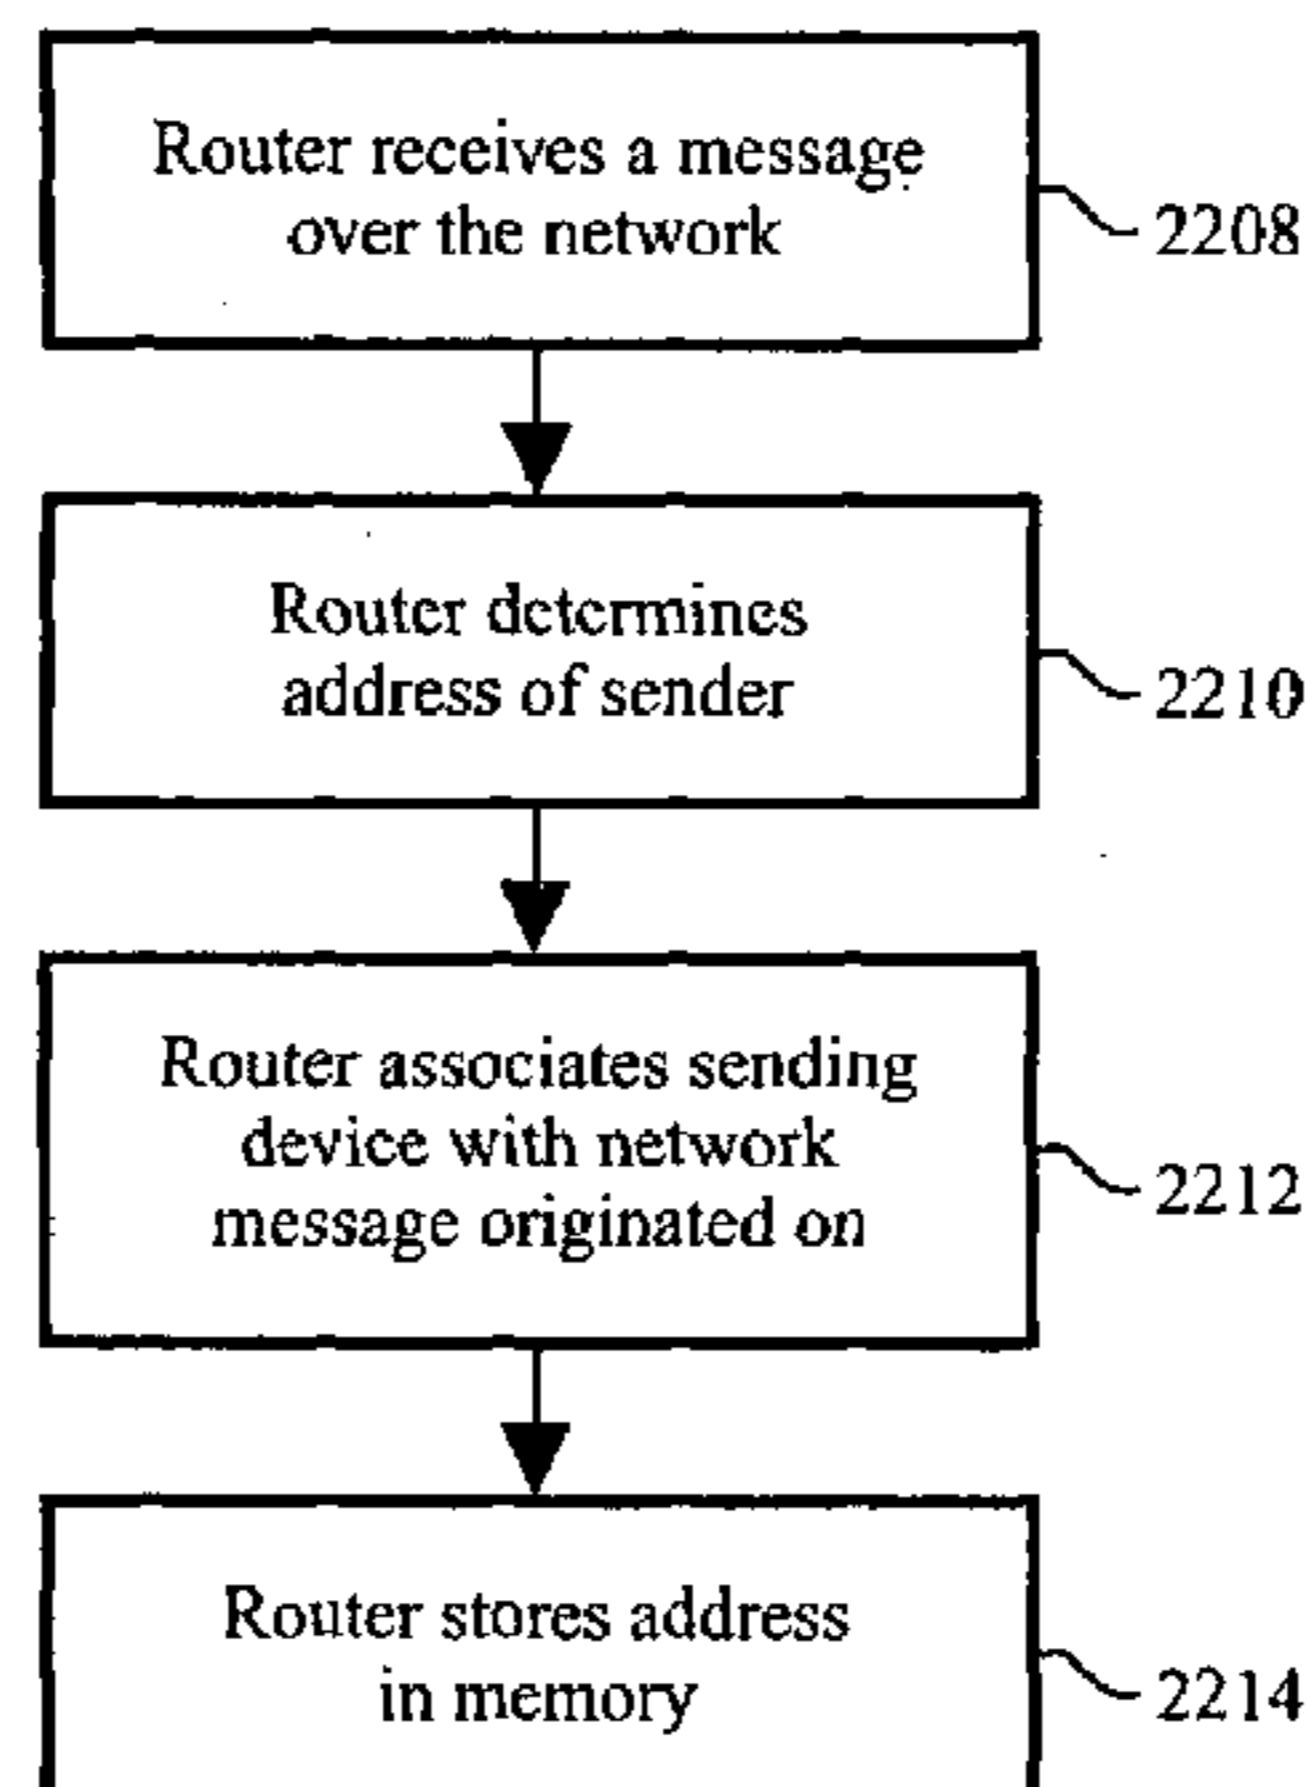 Router receives a message
over the network
2208
Router determines
address of sender
2210
Router associates sending
device with network
message originated on
2212
Router stores address
in memory
2214